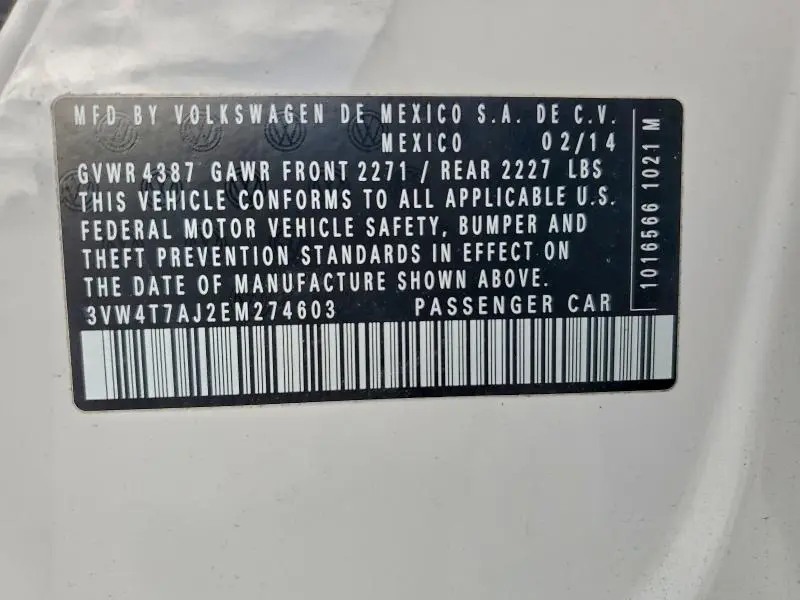 MFD BY VOLKSWAGEN DE MEXICO S.A. DE C.V.
MEXICO 02/14
GVWR 4387 GAWR FRONT 2271 / REAR 2227 LBS
THIS VEHICLE CONFORMS TO ALL APPLICABLE U.S.
FEDERAL MOTOR VEHICLE SAFETY, BUMPER AND
THEFT PREVENTION STANDARDS IN EFFECT ON
THE DATE OF MANUFACTURE SHOWN ABOVE.
3VW4T7AJ2EM274603 PASSENGER CAR
1016566 1021 M